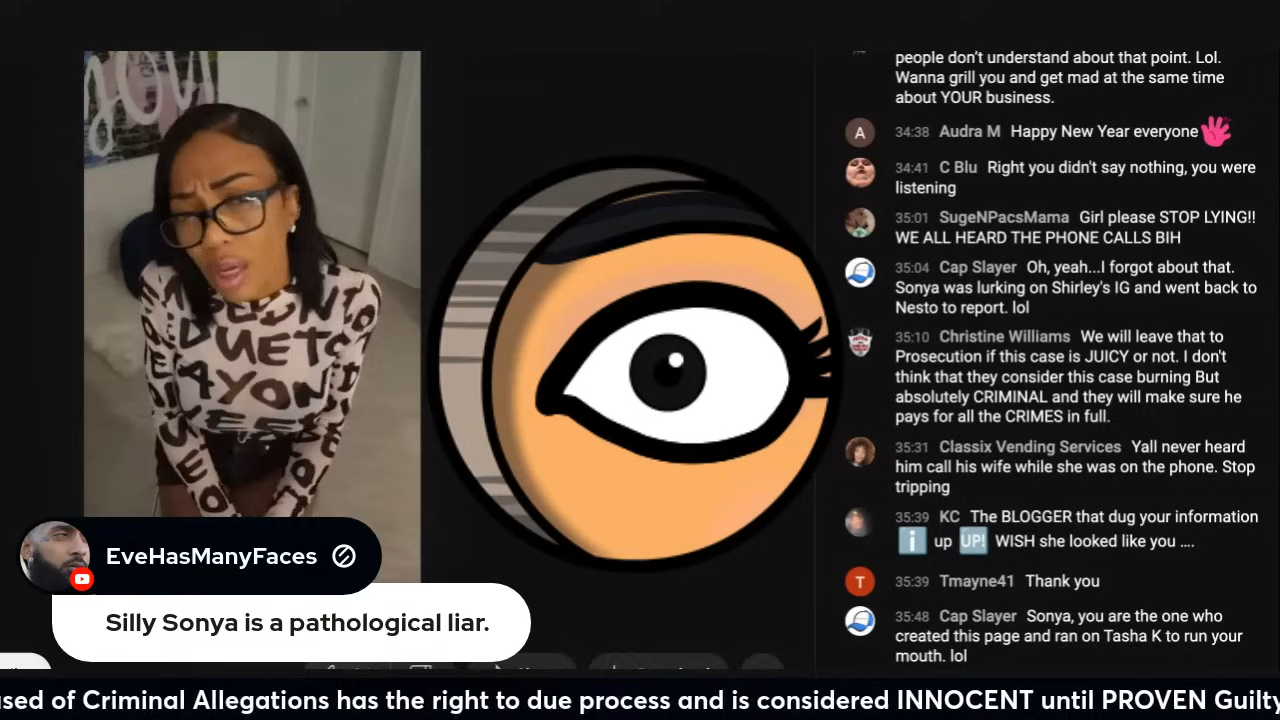 you
people don't understand about that point. Lol.
Wanna grill you and get mad at the same time
about YOUR business.
A
34:38 Audra M Happy New Year everyone
34:41 C Blu Right you didn't say nothing, you were
listening
35:01 SugeNPacsMama Girl please STOP LYING!!
WE ALL HEARD THE PHONE CALLS BIH
35:04 Cap Slayer Oh, yeah...I forgot about that.
Sonya was lurking on Shirley's IG and went back to
Nesto to report. lol
35:10 Christine Williams We will leave that to
Prosecution if this case is JUICY or not. I don't
think that they consider this case burning But
absolutely CRIMINAL and they will make sure he
pays for all the CRIMES in full.
35:31 Classix Vending Services Yall never heard
him call his wife while she was on the phone. Stop
tripping
35:39 KC The BLOGGER that dug your information
ℹ️ up 🆙 WISH she looked like you ....
T
35:39 Tmayne41 Thank you
35:48 Cap Slayer Sonya, you are the one who
created this page and ran on Tasha K to run your
mouth. lol
EveHasManyFaces
Silly Sonya is a pathological liar.
used of Criminal Allegations has the right to due process and is considered INNOCENT until PROVEN Guilty